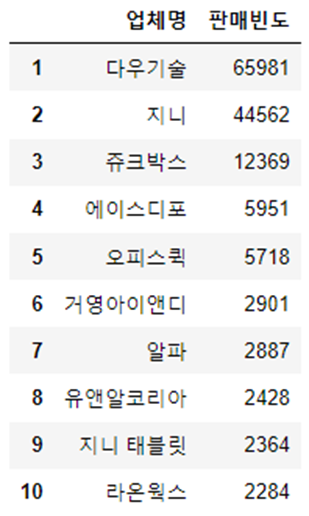 업체명 판매빈도
1 다우기술 65981
2 지니 44562
3 쥬크박스 12369
4 에이스디포 5951
5 오피스퀵 5718
6 거영아이앤디 2901
7 알파 2887
8 유앤알코리아 2428
9 지니 태블릿 2364
10 라온웍스 2284